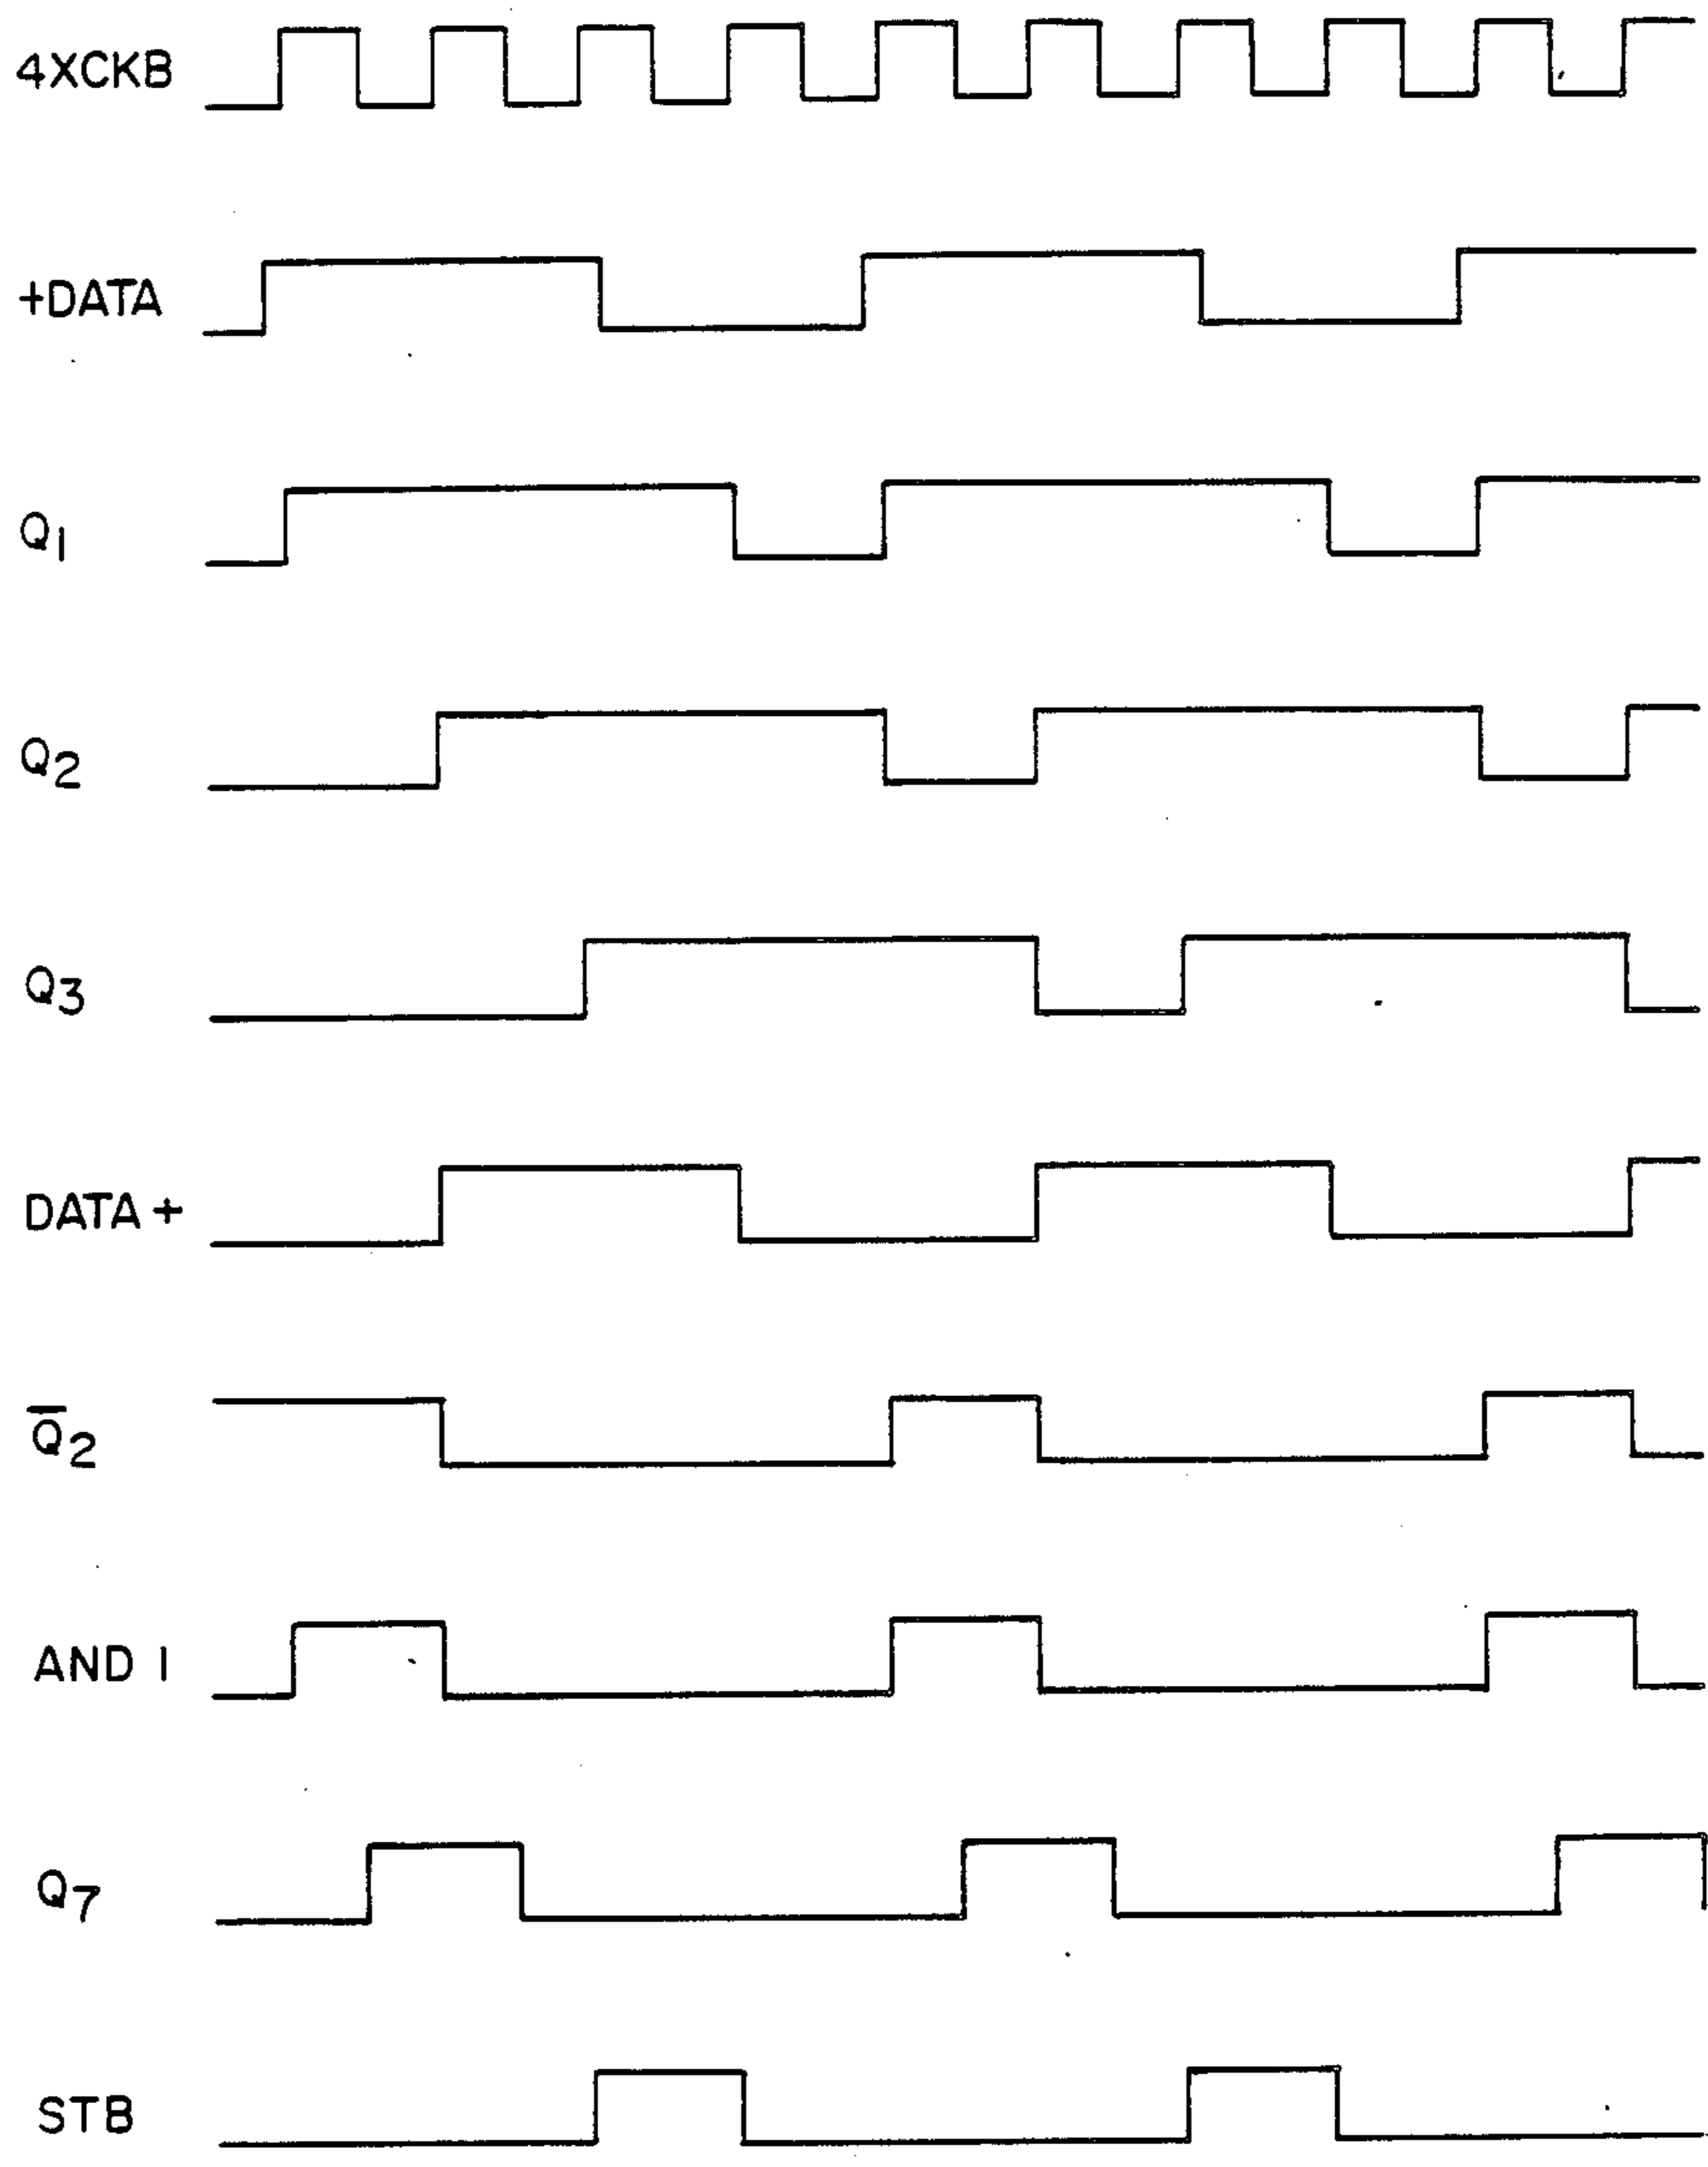 4XCKB
+DATA
Q1
Q2
Q3
DATA +
Q̅2
AND 1
Q7
STB